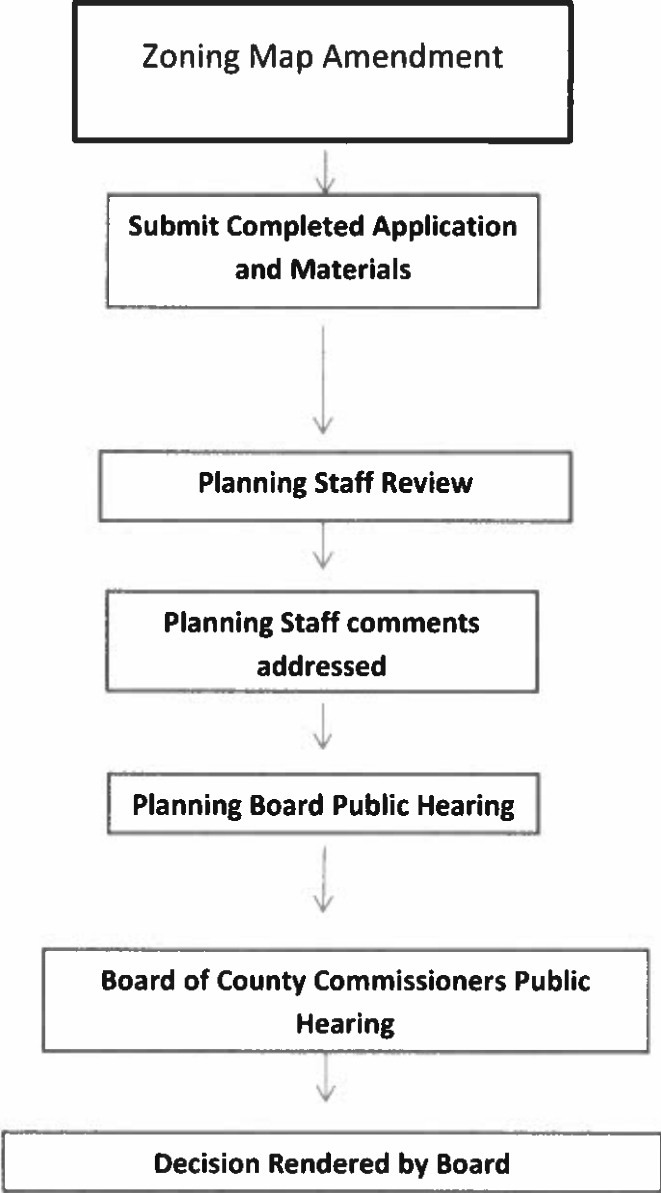 Zoning Map Amendment
Submit Completed Application
and Materials
Planning Staff Review
Planning Staff comments
addressed
Planning Board Public Hearing
Board of County Commissioners Public
Hearing
Decision Rendered by Board